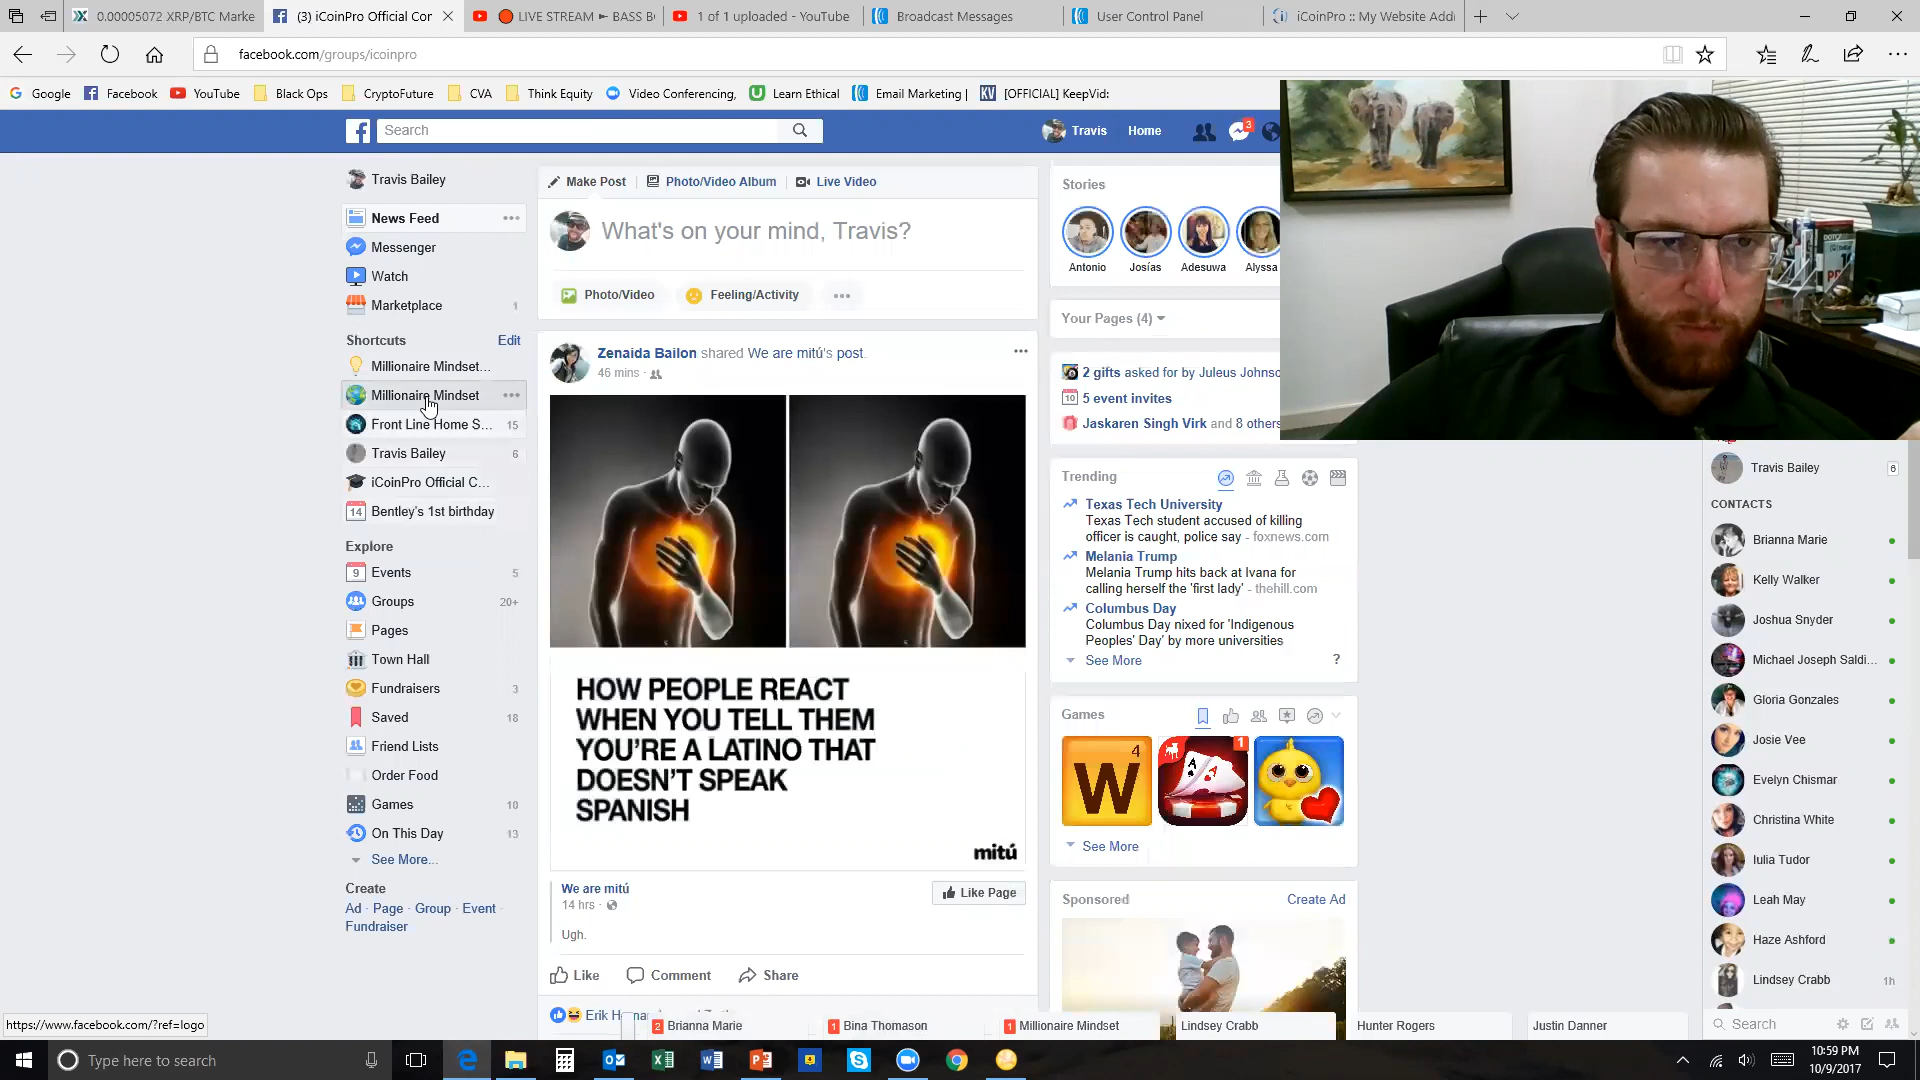 0.00005072 XRP/BTC Marke
(3) iCoinPro Official Cor
LIVE STREAM ► BASS BO
1 of 1 uploaded - YouTube
Broadcast Messages
User Control Panel
iCoinPro :: My Website Addr
facebook.com/groups/icoinpro
Google
Facebook
YouTube
Black Ops
CryptoFuture
CVA
Think Equity
Video Conferencing,
Learn Ethical
Email Marketing |
KV
[OFFICIAL] KeepVid:
Search
Travis
Home
3
Travis Bailey
News Feed
Messenger
Watch
Marketplace
1
Shortcuts
Edit
Millionaire Mindset...
Millionaire Mindset
Front Line Home S...
15
Travis Bailey
6
iCoinPro Official C...
14
Bentley's 1st birthday
Explore
9
Events
5
Groups
20+
Pages
Town Hall
Fundraisers
3
Saved
18
Friend Lists
Order Food
Games
10
On This Day
13
See More...
Create
Ad · Page · Group · Event ·
Fundraiser
Make Post
Photo/Video Album
Live Video
What's on your mind, Travis?
Photo/Video
Feeling/Activity
Zenaida Bailon shared We are mitú's post.
46 mins ·
HOW PEOPLE REACT
WHEN YOU TELL THEM
YOU'RE A LATINO THAT
DOESN'T SPEAK
SPANISH
mitú
We are mitú
14 hrs ·
Like Page
Ugh.
Like
Comment
Share
Stories
Antonio
Josías
Adesuwa
Alyssa
Your Pages (4)
2 gifts asked for by Juleus Johnso
10
5 event invites
Jaskaren Singh Virk and 8 others
Trending
Texas Tech University
Texas Tech student accused of killing
officer is caught, police say - foxnews.com
Melania Trump
Melania Trump hits back at Ivana for
calling herself the 'first lady' - thehill.com
Columbus Day
Columbus Day nixed for 'Indigenous
Peoples' Day' by more universities
See More
?
Games
W
4
A
A
1
See More
Sponsored
Create Ad
Travis Bailey
6
CONTACTS
Brianna Marie
Kelly Walker
Joshua Snyder
Michael Joseph Saldi...
Gloria Gonzales
Josie Vee
Evelyn Chismar
Christina White
Iulia Tudor
Leah May
Haze Ashford
Lindsey Crabb
1h
Search
https://www.facebook.com/?ref=logo
2
Brianna Marie
1
Bina Thomason
1
Millionaire Mindset
Lindsey Crabb
Hunter Rogers
Justin Danner
Type here to search
10:59 PM
10/9/2017